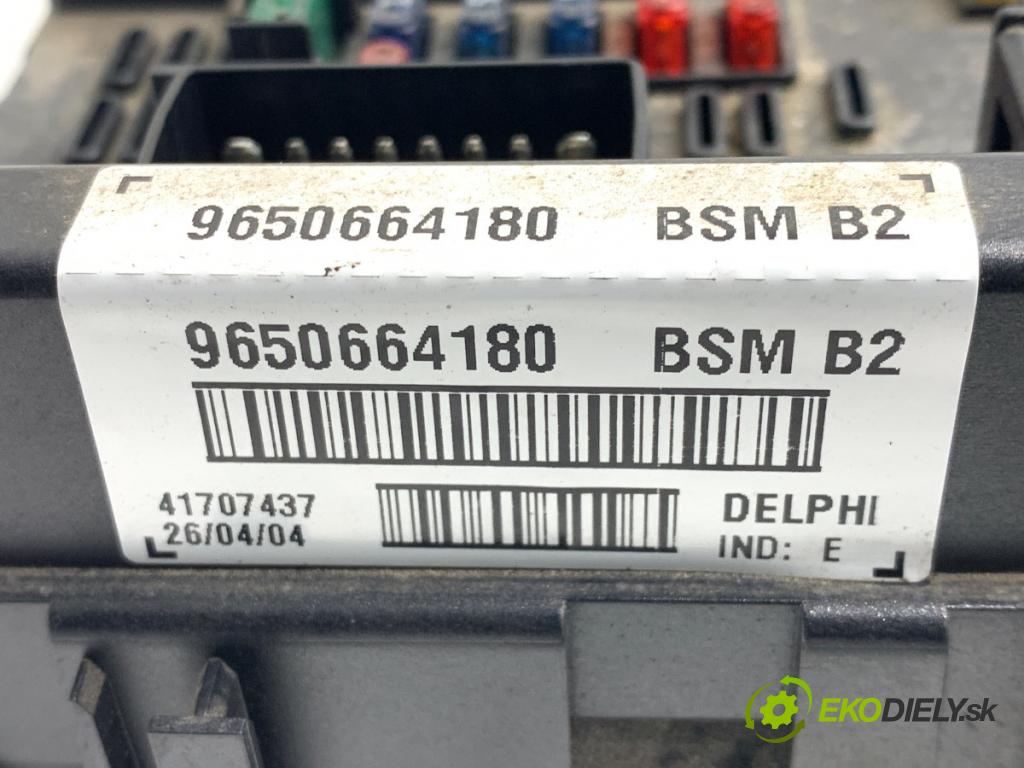 9650664180 BSM B2
9650664180 BSM B2
41707437
26/04/04
DELPHI
IND: E
EKODIELY.sk